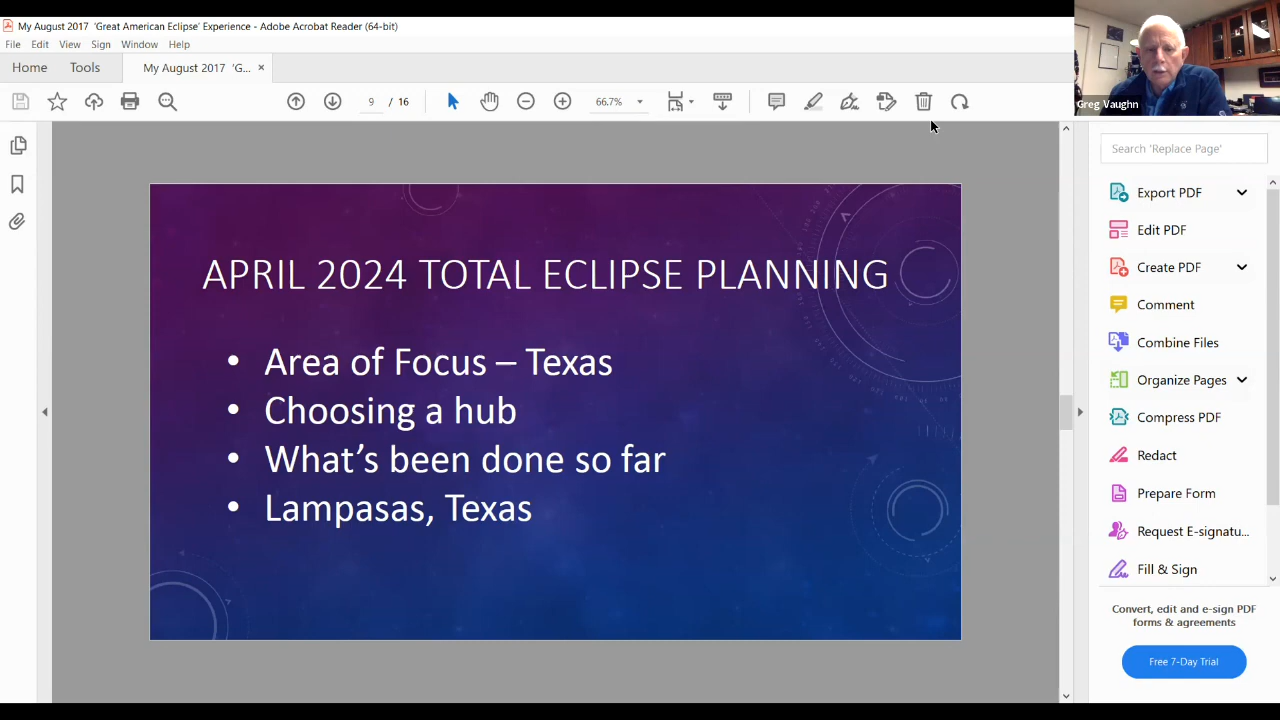 My August 2017 'Great American Eclipse' Experience - Adobe Acrobat Reader (64-bit)
File Edit View Sign Window Help
Home Tools My August 2017 'G... ×
9 / 16 66.7%
Greg Vaughn
Search 'Replace Page'
Export PDF
Edit PDF
Create PDF
Comment
Combine Files
Organize Pages
Compress PDF
Redact
Prepare Form
Request E-signatu...
Fill & Sign
Convert, edit and e-sign PDF
forms & agreements
Free 7-Day Trial
APRIL 2024 TOTAL ECLIPSE PLANNING
• Area of Focus – Texas
• Choosing a hub
• What's been done so far
• Lampasas, Texas